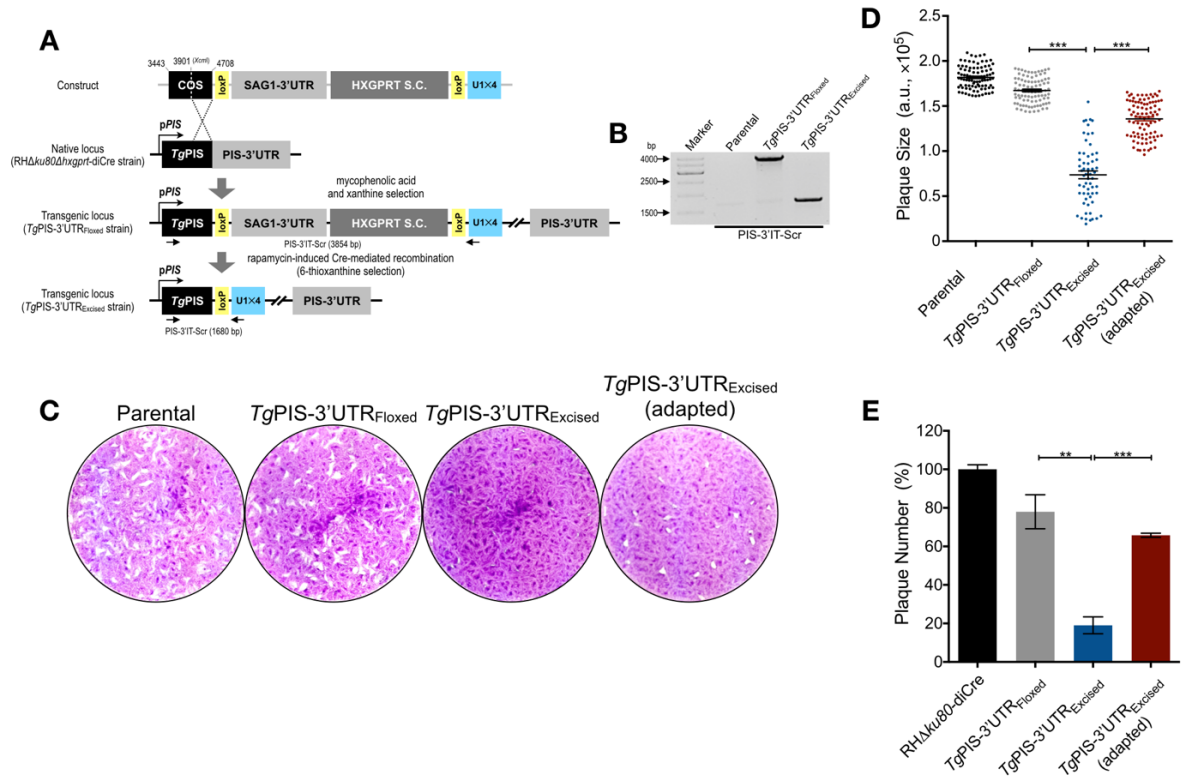 A
3443
3901 (XcmI)
4708
Construct
COS
loxP
SAG1-3'UTR
HXGPRT S.C.
loxP
U1×4
pPIS
Native locus
(RHΔku80Δhxgprt-diCre strain)
TgPIS
PIS-3'UTR
mycophenolic acid
and xanthine selection
pPIS
Transgenic locus
(TgPIS-3'UTRFloxed strain)
TgPIS
loxP
SAG1-3'UTR
HXGPRT S.C.
loxP
U1×4
PIS-3'UTR
PIS-3'IT-Scr (3854 bp)
rapamycin-induced Cre-mediated recombination
(6-thioxanthine selection)
pPIS
Transgenic locus
(TgPIS-3'UTRExcised strain)
TgPIS
loxP
U1×4
PIS-3'UTR
PIS-3'IT-Scr (1680 bp)
B
Marker
Parental
TgPIS-3'UTRFloxed
TgPIS-3'UTRExcised
bp
4000
2500
1500
PIS-3'IT-Scr
C
Parental
TgPIS-3'UTRFloxed
TgPIS-3'UTRExcised
TgPIS-3'UTRExcised
(adapted)
D
Plaque Size (a.u., ×10⁵)
2.5
2.0
1.5
1.0
0.5
0
***
***
Parental
TgPIS-3'UTRFloxed
TgPIS-3'UTRExcised
TgPIS-3'UTRExcised
(adapted)
E
Plaque Number (%)
120
100
80
60
40
20
0
**
***
RHΔku80-diCre
TgPIS-3'UTRFloxed
TgPIS-3'UTRExcised
TgPIS-3'UTRExcised
(adapted)